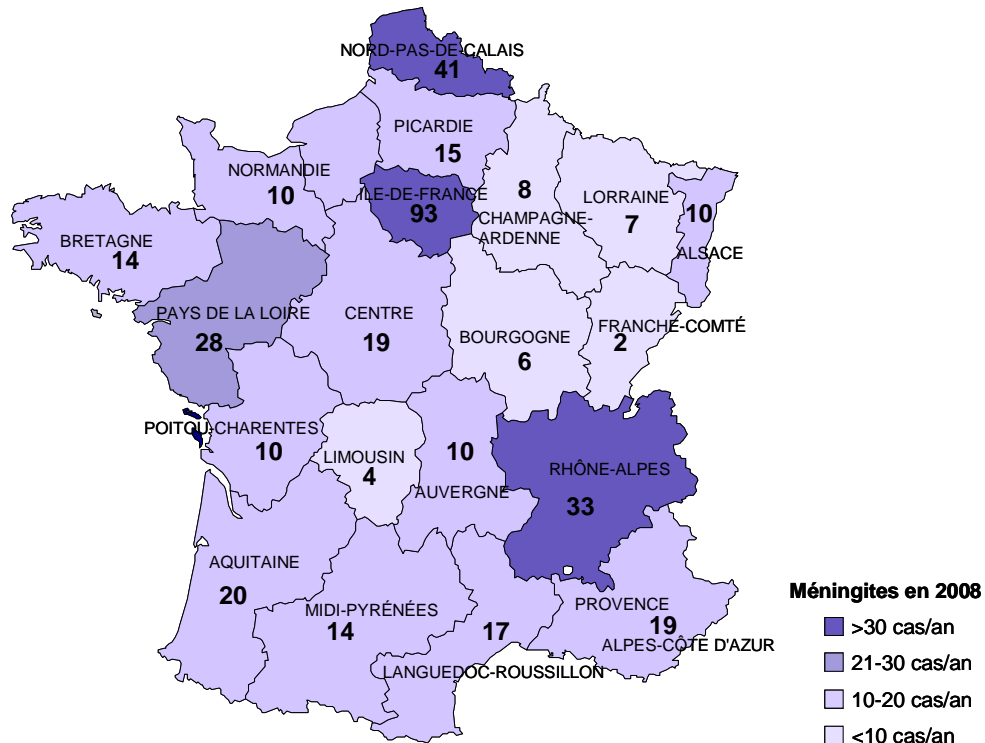 NORD-PAS-DE-CALAIS
41
PICARDIE
15
NORMANDIE
10
ILE-DE-FRANCE
93
8
CHAMPAGNE-
ARDENNE
LORRAINE
7
10
ALSACE
BRETAGNE
14
PAYS DE LA LOIRE
28
CENTRE
19
BOURGOGNE
6
FRANCHE-COMTÉ
2
POITOU-CHARENTES
10
LIMOUSIN
4
10
AUVERGNE
RHÔNE-ALPES
33
AQUITAINE
20
MIDI-PYRÉNÉES
14
17
LANGUEDOC-ROUSSILLON
PROVENCE
19
ALPES-CÔTE D'AZUR
Méningites en 2008
>30 cas/an
21-30 cas/an
10-20 cas/an
<10 cas/an